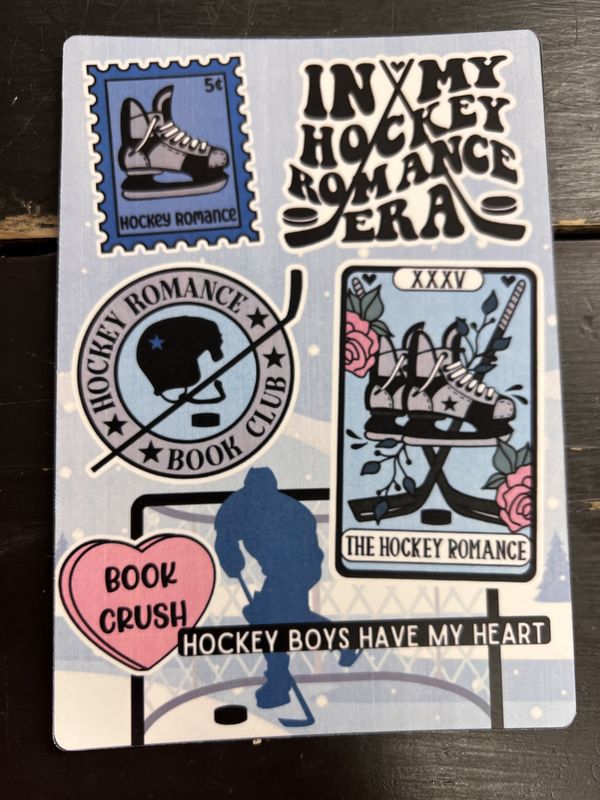 5¢
HOCKEY ROMANCE
IN MY
HOCKEY
ROMANCE
ERA
HOCKEY ROMANCE
BOOK CLUB
XXXV
THE HOCKEY ROMANCE
BOOK
CRUSH
HOCKEY BOYS HAVE MY HEART